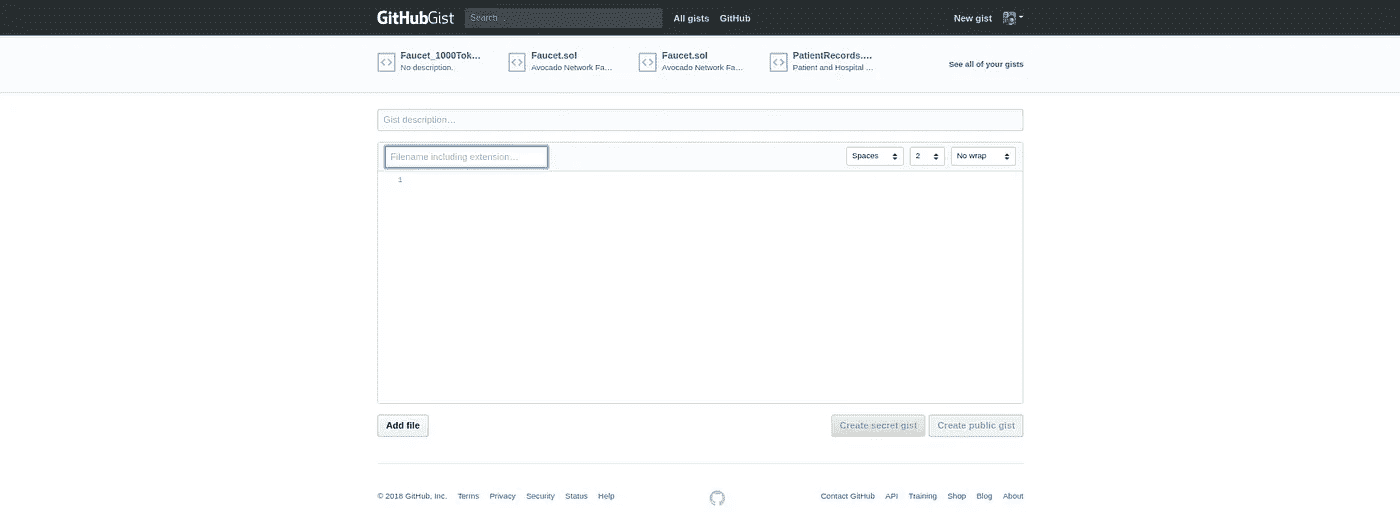 GitHubGist Search... All gists GitHub New gist
Faucet_1000Tok... Faucet.sol Faucet.sol PatientRecords....
No description. Avocado Network Fa... Avocado Network Fa... Patient and Hospital ...
See all of your gists
Gist description...
Filename including extension... Spaces 2 No wrap
1
Add file Create secret gist Create public gist
© 2018 GitHub, Inc. Terms Privacy Security Status Help Contact GitHub API Training Shop Blog About